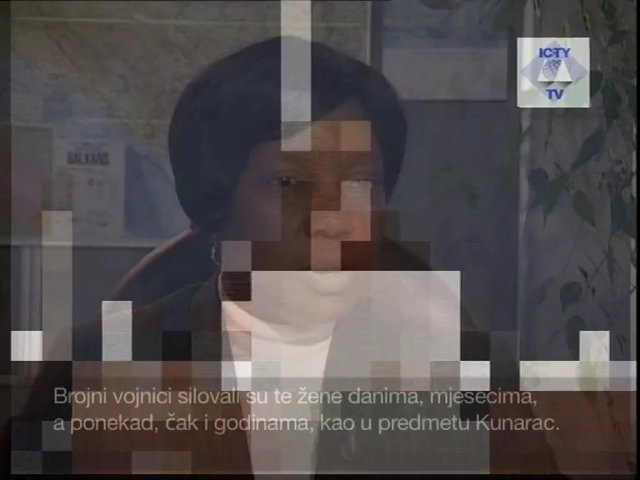 ICTY
TV
BALKANS
Brojni vojnici silovali su te žene danima, mjesecima,
a ponekad, čak i godinama, kao u predmetu Kunarac.